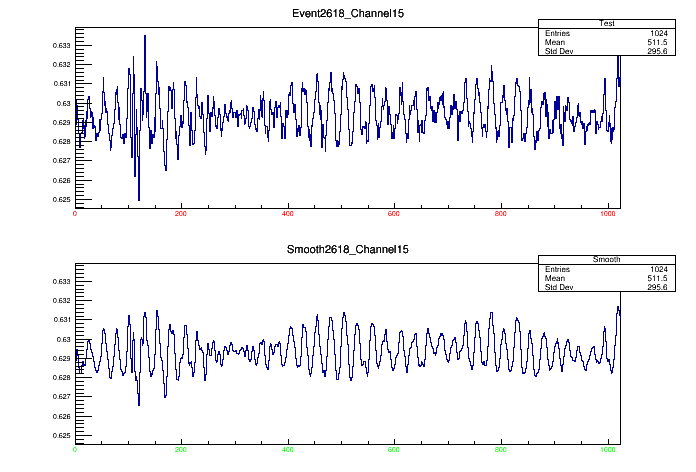 Event2618_Channel15
Test
Entries 1024
Mean 511.5
Std Dev 295.6
0.633
0.632
0.631
0.63
0.629
0.628
0.627
0.626
0.625
0 200 400 600 800 1000
Smooth2618_Channel15
Smooth
Entries 1024
Mean 511.5
Std Dev 295.6
0.633
0.632
0.631
0.63
0.629
0.628
0.627
0.626
0.625
0 200 400 600 800 1000